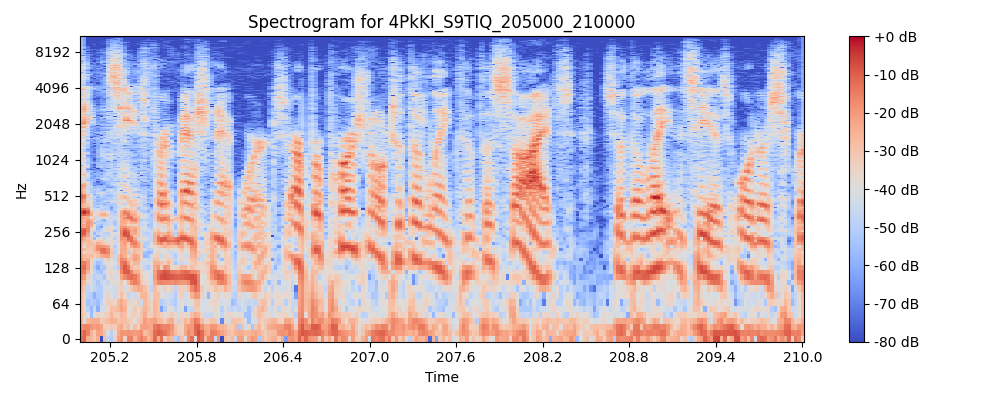 Spectrogram for 4PkKI_S9TIQ_205000_210000
Hz
8192
4096
2048
1024
512
256
128
64
0
205.2 205.8 206.4 207.0 207.6 208.2 208.8 209.4 210.0
Time
+0 dB
-10 dB
-20 dB
-30 dB
-40 dB
-50 dB
-60 dB
-70 dB
-80 dB